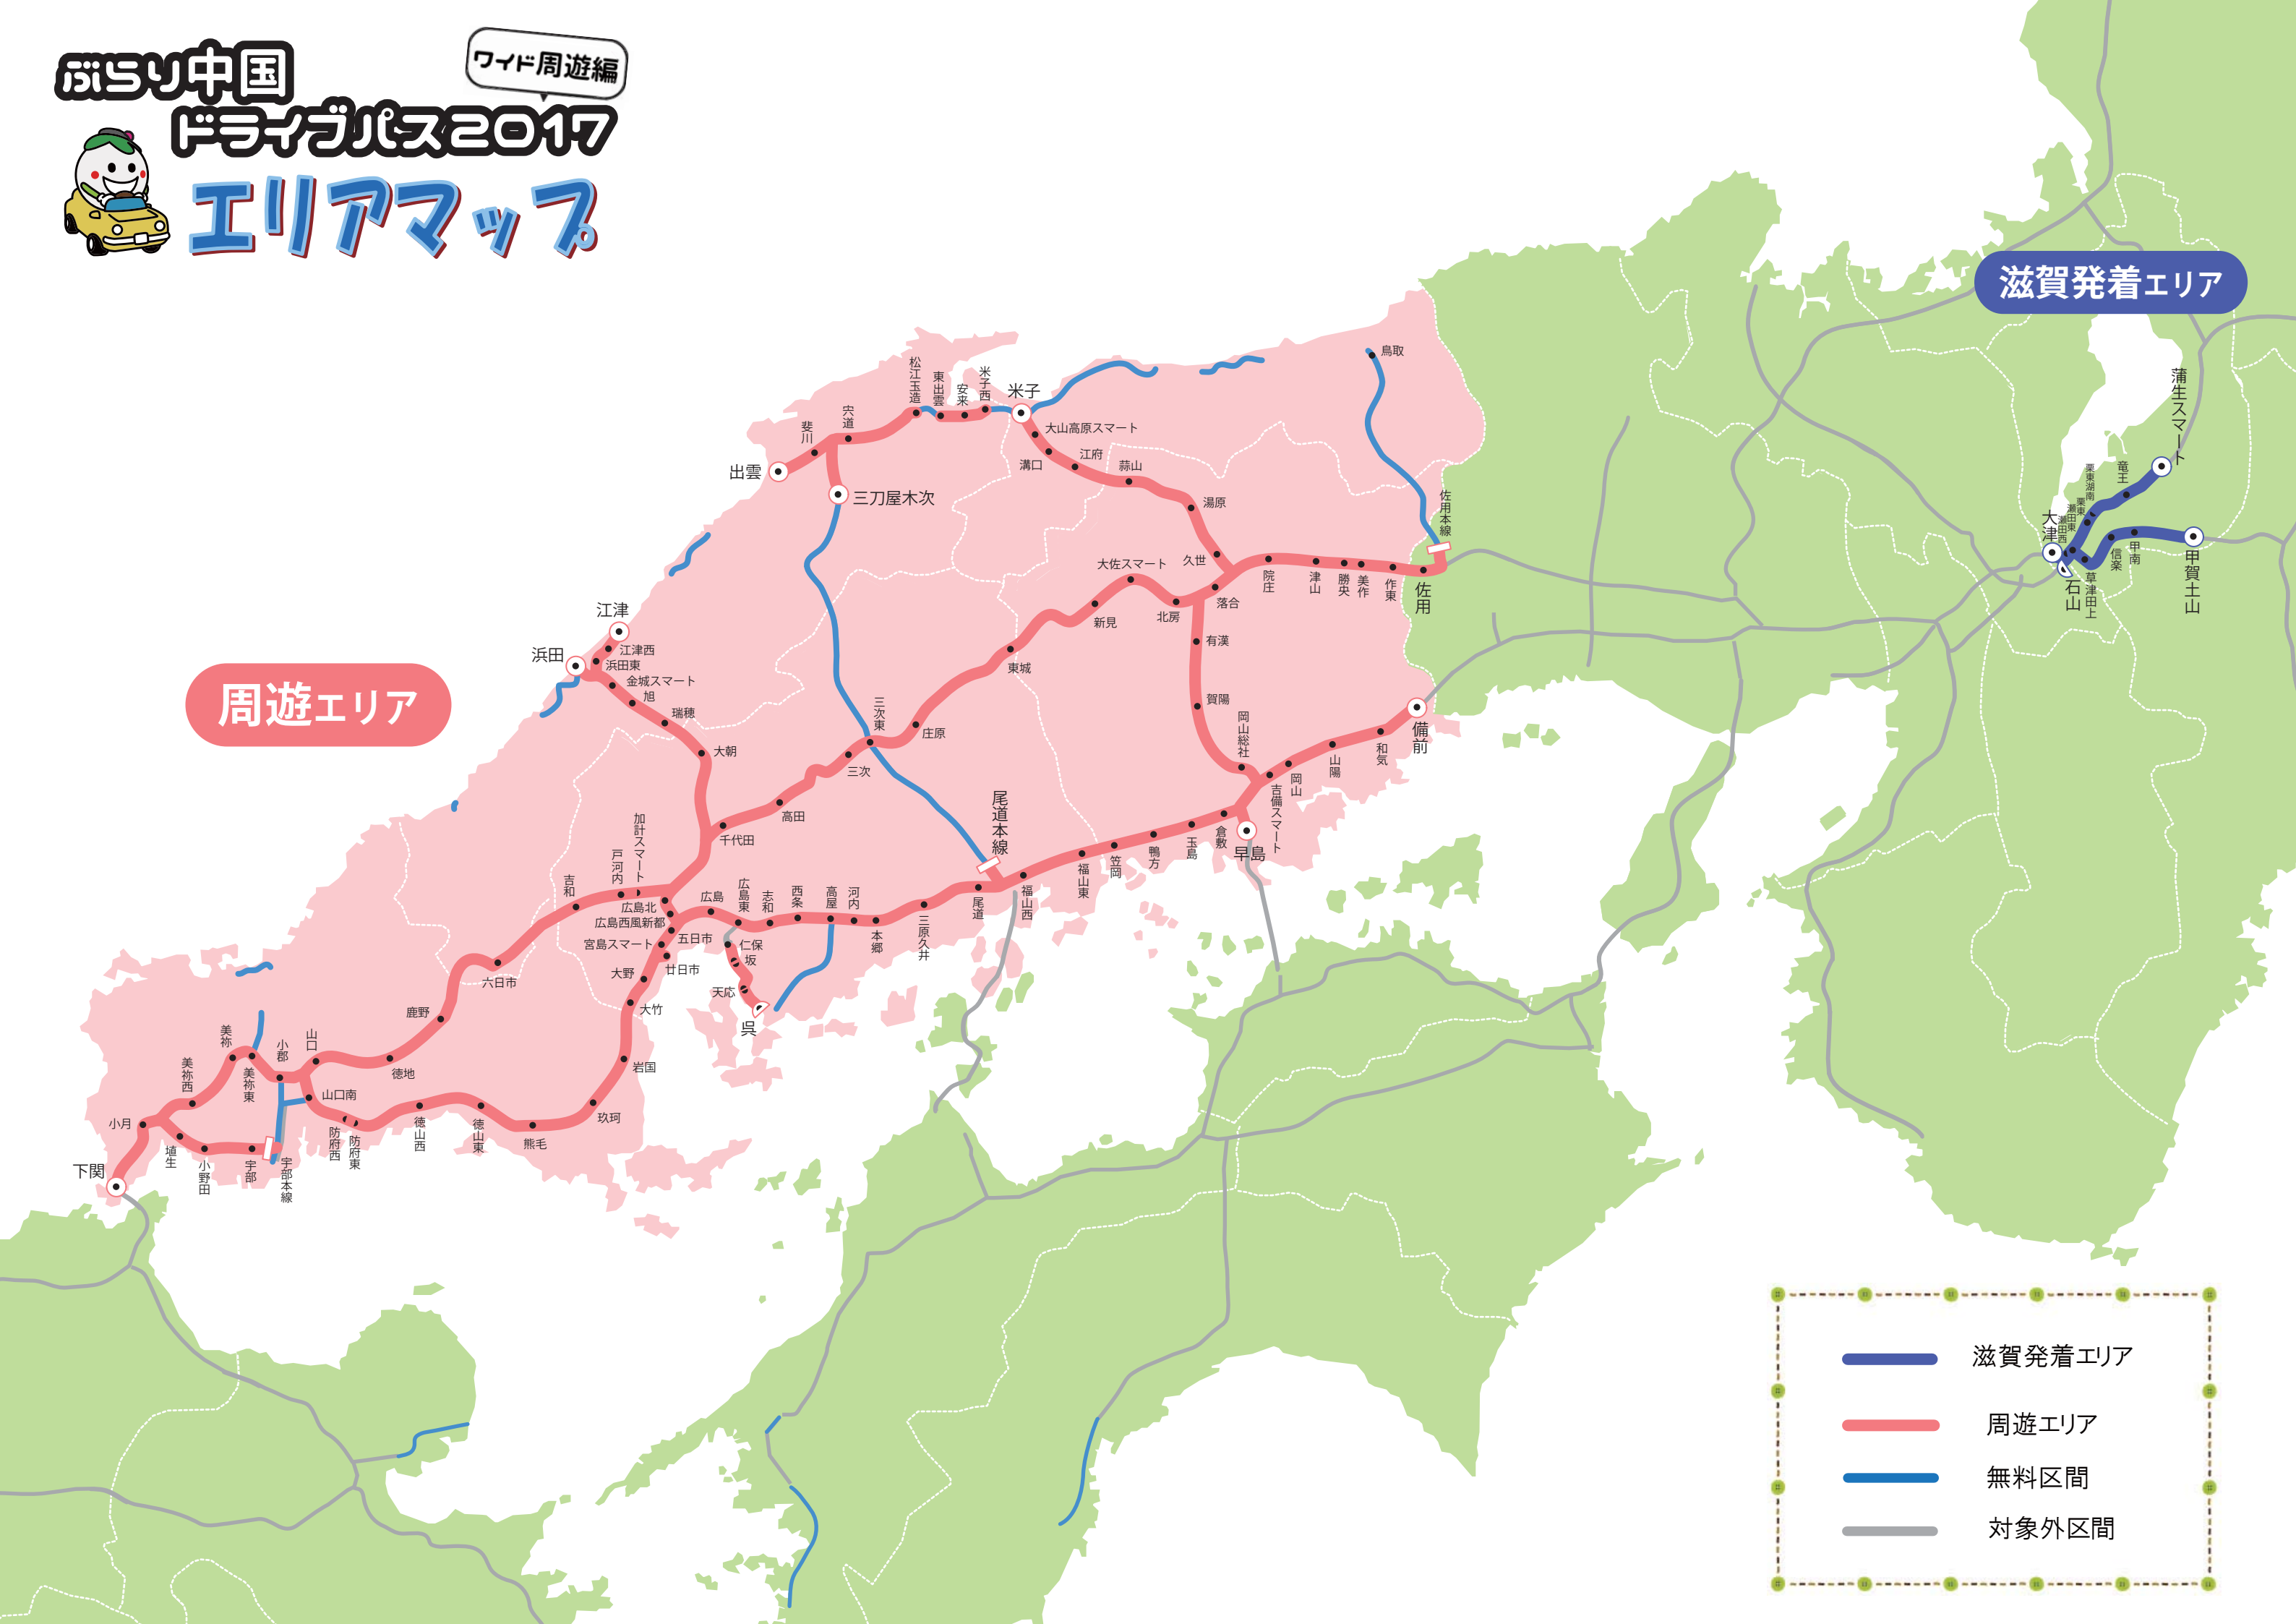 ぶらり中国
ワイド周遊編
ドライブパス2017
エリアマップ
滋賀発着エリア
周遊エリア
鳥取
松江玉造
東出雲
安来
米子西
米子
宍道
斐川
出雲
三刀屋木次
大山高原スマート
溝口
江府
蒜山
湯原
久世
大佐スマート
北房
落合
院庄
津山
勝央
美作
作東
佐用
佐用本線
新見
有漢
東城
賀陽
岡山総社
庄原
三次東
三次
高田
千代田
江津
江津西
浜田
浜田東
金城スマート
旭
瑞穂
大朝
加計スマート
戸河内
吉和
広島北
広島西風新都
五日市
宮島スマート
廿日市
大野
大竹
岩国
玖珂
熊毛
徳山東
徳山西
防府東
防府西
山口南
山口
徳地
鹿野
六日市
小郡
美祢東
美祢
美祢西
小月
下関
埴生
小野田
宇部
宇部本線
広島
広島東
志和
西条
高屋
河内
本郷
三原久井
尾道
尾道本線
福山西
福山東
笠岡
鴨方
玉島
倉敷
早島
吉備スマート
岡山
山陽
和気
備前
仁保
坂
天応
呉
蒲生スマート
竜王
栗東湖南
栗東
瀬田東
瀬田西
大津
石山
草津田上
信楽
甲南
甲賀土山
滋賀発着エリア
周遊エリア
無料区間
対象外区間